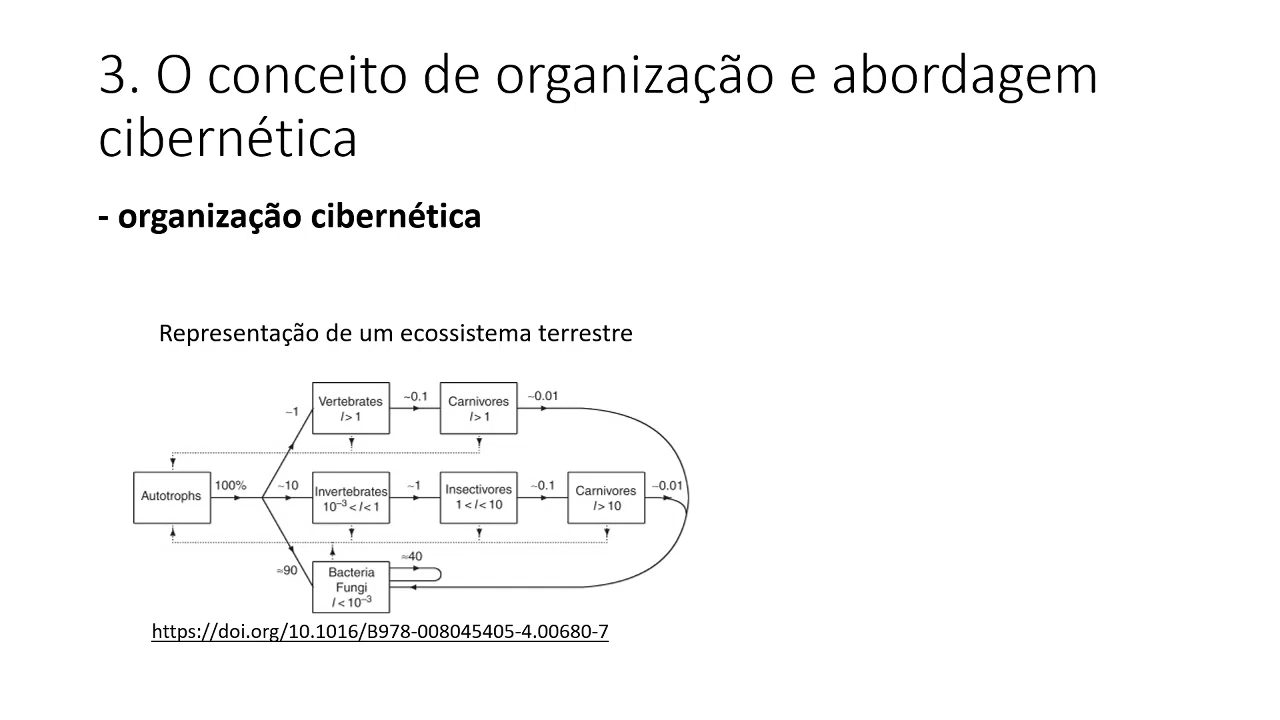 3. O conceito de organização e abordagem
cibernética
- organização cibernética
Representação de um ecossistema terrestre
~1
Vertebrates
l > 1
~0.1
Carnivores
l > 1
~0.01
Autotrophs
100%
~10
Invertebrates
10⁻³ < l < 1
~1
Insectivores
1 < l < 10
~0.1
Carnivores
l > 10
~0.01
≈90
Bacteria
Fungi
l < 10⁻³
≈40
https://doi.org/10.1016/B978-008045405-4.00680-7